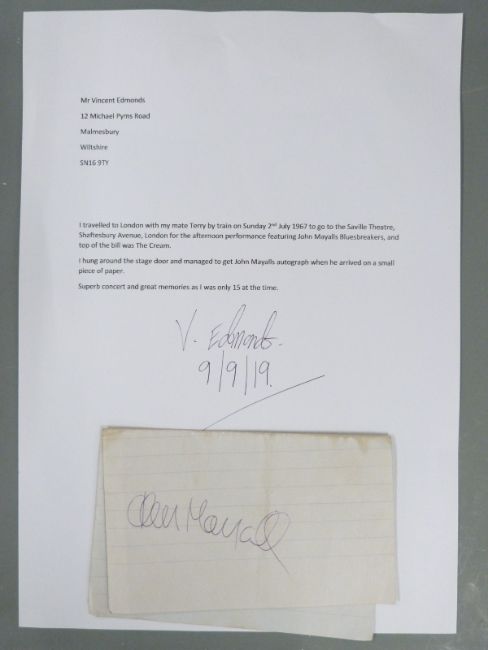 Mr Vincent Edmonds
12 Michael Pyms Road
Malmesbury
Wiltshire
SN16 9TY
I travelled to London with my mate Terry by train on Sunday 2nd July 1967 to go to the Saville Theatre,
Shaftesbury Avenue, London for the afternoon performance featuring John Mayalls Bluesbreakers, and
top of the bill was The Cream.
I hung around the stage door and managed to get John Mayalls autograph when he arrived on a small
piece of paper.
Superb concert and great memories as I was only 15 at the time.
V. Edmonds.
9/9/19.
John Mayall